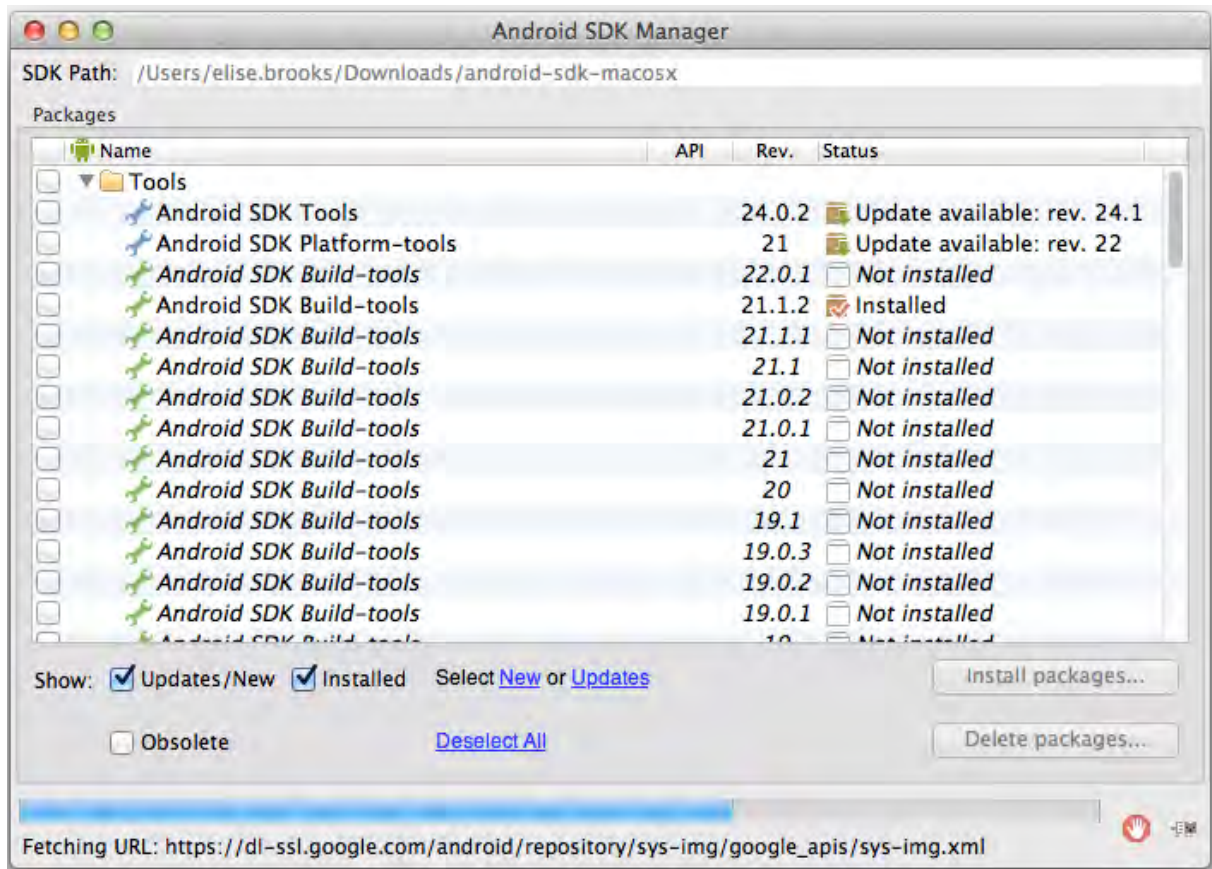 Android SDK Manager
SDK Path: /Users/elise.brooks/Downloads/android-sdk-macosx
Packages
Name API Rev. Status
Tools
Android SDK Tools 24.0.2 Update available: rev. 24.1
Android SDK Platform-tools 21 Update available: rev. 22
Android SDK Build-tools 22.0.1 Not installed
Android SDK Build-tools 21.1.2 Installed
Android SDK Build-tools 21.1.1 Not installed
Android SDK Build-tools 21.1 Not installed
Android SDK Build-tools 21.0.2 Not installed
Android SDK Build-tools 21.0.1 Not installed
Android SDK Build-tools 21 Not installed
Android SDK Build-tools 20 Not installed
Android SDK Build-tools 19.1 Not installed
Android SDK Build-tools 19.0.3 Not installed
Android SDK Build-tools 19.0.2 Not installed
Android SDK Build-tools 19.0.1 Not installed
Android SDK Build-tools 19 Not installed
Show: Updates/New Installed Select New or Updates Install packages...
Obsolete Deselect All Delete packages...
Fetching URL: https://dl-ssl.google.com/android/repository/sys-img/google_apis/sys-img.xml